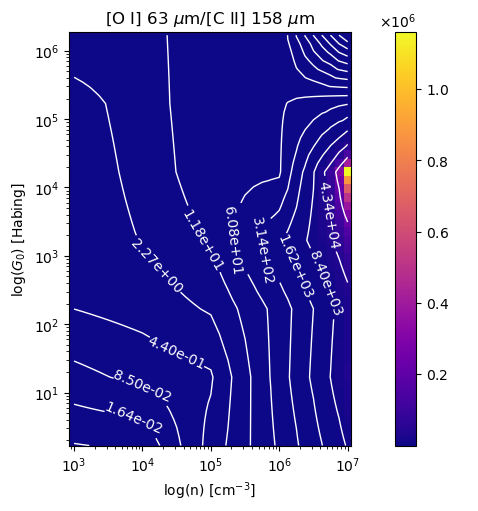 [O I] 63 μm/[C II] 158 μm
×10⁶
10⁶
10⁵
10⁴
10³
10²
10¹
log(G₀) [Habing]
2.27e+00
1.18e+01
6.08e+01
3.14e+02
1.62e+03
8.40e+03
4.34e+04
4.40e-01
8.50e-02
1.64e-02
10³ 10⁴ 10⁵ 10⁶ 10⁷
log(n) [cm⁻³]
1.0
0.8
0.6
0.4
0.2